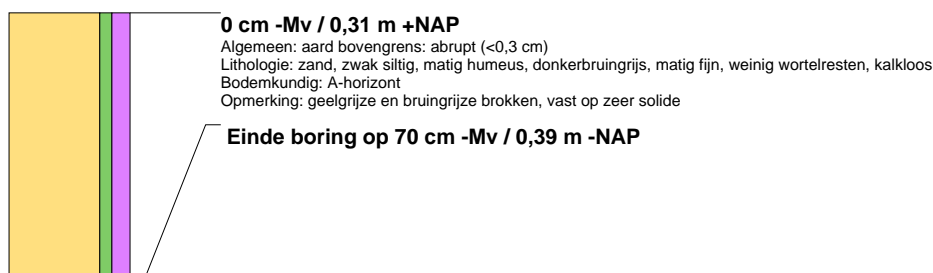 0 cm -Mv / 0,31 m +NAP
Algemeen: aard bovengrens: abrupt (<0,3 cm)
Lithologie: zand, zwak siltig, matig humeus, donkerbruingrijs, matig fijn, weinig wortelresten, kalkloos
Bodemkundig: A-horizont
Opmerking: geelgrijze en bruingrijze brokken, vast op zeer solide
Einde boring op 70 cm -Mv / 0,39 m -NAP